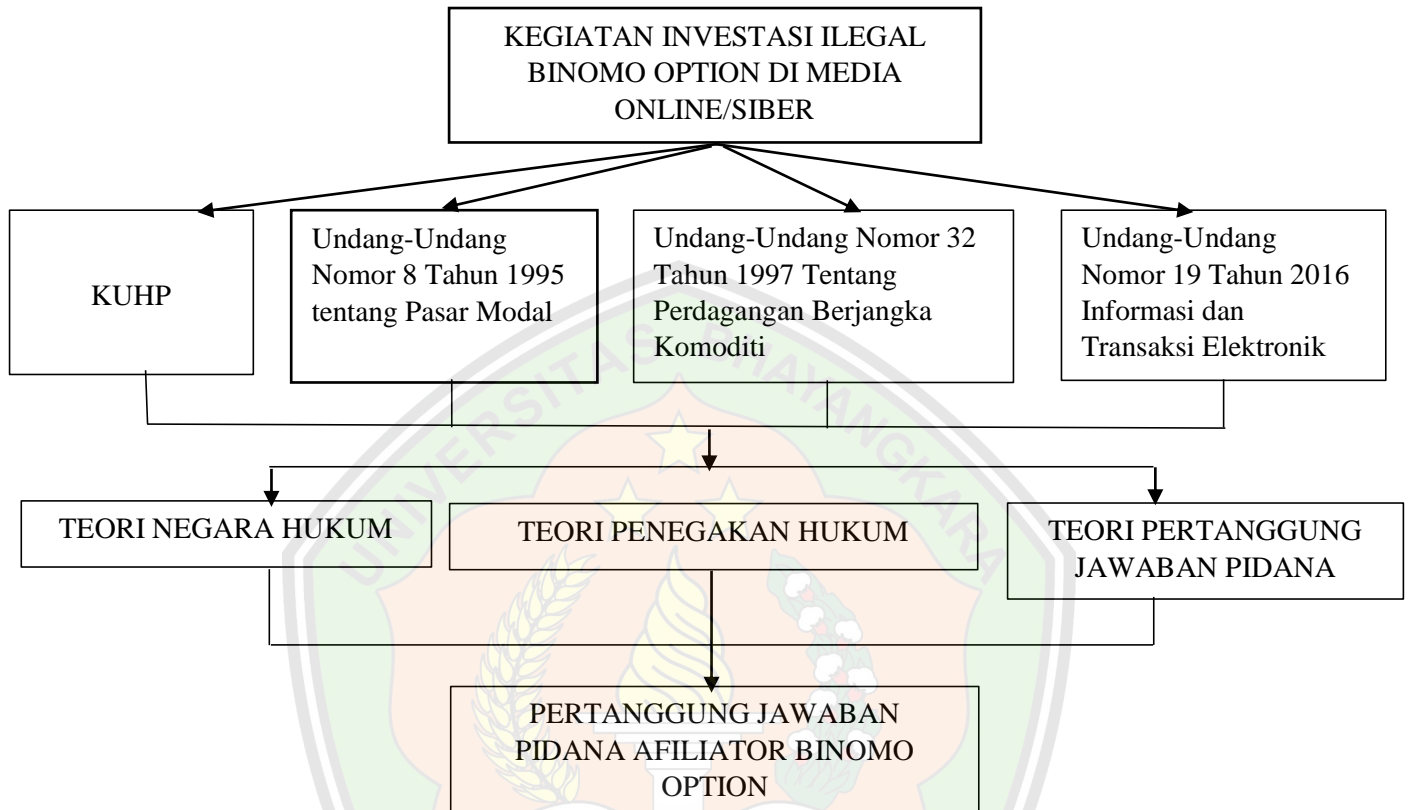 KEGIATAN INVESTASI ILEGAL
BINOMO OPTION DI MEDIA
ONLINE/SIBER
KUHP
Undang-Undang
Nomor 8 Tahun 1995
tentang Pasar Modal
Undang-Undang Nomor 32
Tahun 1997 Tentang
Perdagangan Berjangka
Komoditi
Undang-Undang
Nomor 19 Tahun 2016
Informasi dan
Transaksi Elektronik
UNIVERSITAS BHAYANGKARA
TEORI NEGARA HUKUM
TEORI PENEGAKAN HUKUM
TEORI PERTANGGUNG
JAWABAN PIDANA
PERTANGGUNG JAWABAN
PIDANA AFILIATOR BINOMO
OPTION